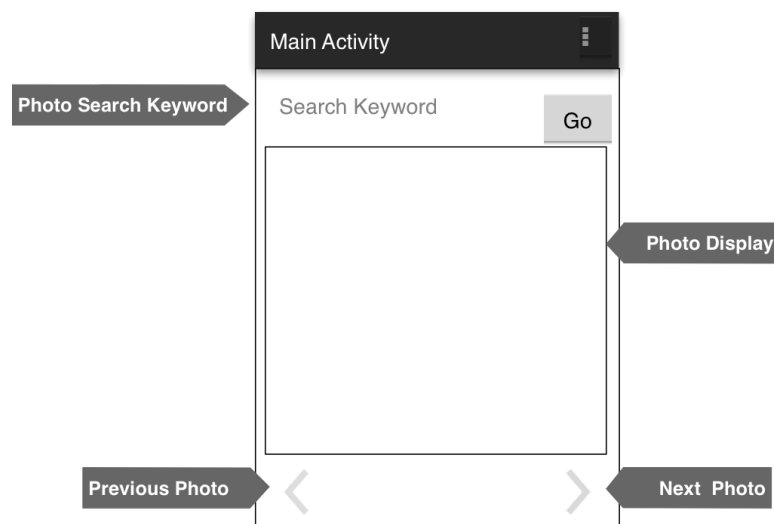 Main Activity
Photo Search Keyword
Search Keyword
Go
Photo Display
Previous Photo
Next Photo